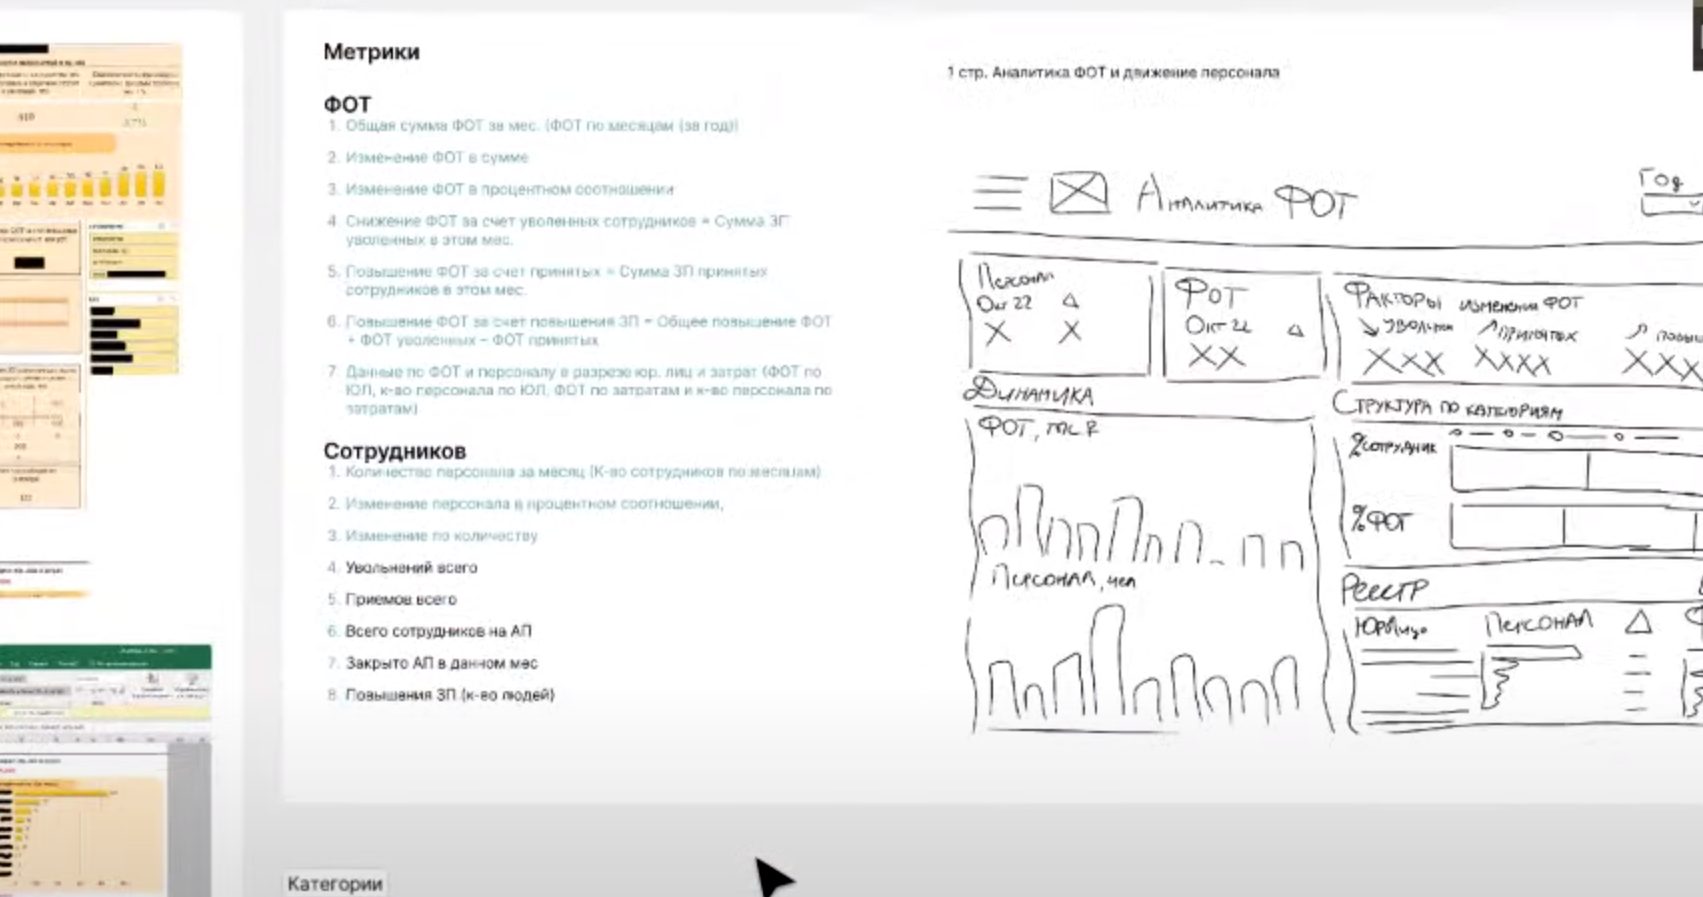 Метрики
ФОТ
1. Общая сумма ФОТ за мес. (ФОТ по месяцам (за год))
2. Изменение ФОТ в сумме
3. Изменение ФОТ в процентном соотношении
4. Снижение ФОТ за счет уволенных сотрудников = Сумма ЗП
уволенных в этом мес.
5. Повышение ФОТ за счет принятых = Сумма ЗП принятых
сотрудников в этом мес.
6. Повышение ФОТ за счет повышения ЗП = Общее повышение ФОТ
+ ФОТ уволенных - ФОТ принятых
7 Данные по ФОТ и персоналу в разрезе юр. лиц и затрат (ФОТ по
ЮЛ, к-во персонала по ЮЛ, ФОТ по затратам и к-во персонала по
затратам)
Сотрудников
1. Количество персонала за месяц (К-во сотрудников по месяцам)
2. Изменение персонала в процентном соотношении,
3. Изменение по количеству
4. Увольнений всего
5. Приемов всего
6. Всего сотрудников на АП
7. Закрыто АП в данном мес
8. Повышения ЗП (к-во людей)
Категории
1 стр. Аналитика ФОТ и движение персонала
Аналитика ФОТ
Год
Персонал
Окт 22 Δ
X X
ФОТ
Окт 22 Δ
XX
Факторы изменения ФОТ
уволен принятых повыш
XXX XXXX XXX
Динамика
ФОТ, млн
Персонал, чел
Структура по категориям
% сотрудник
% ФОТ
Реестр
Юрлицо Персонал Δ